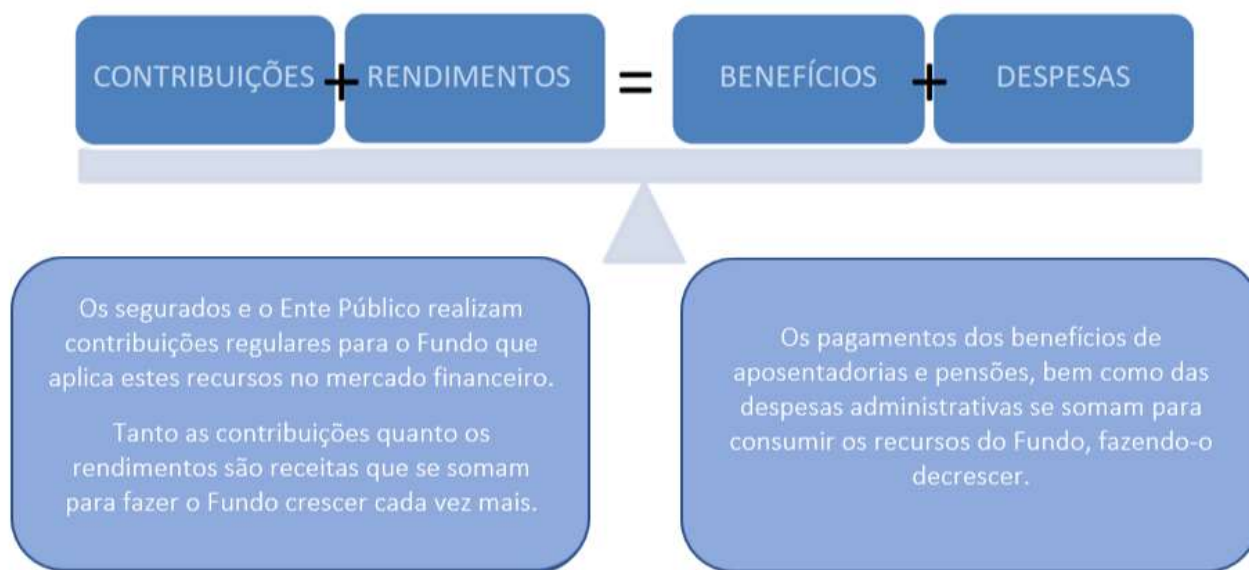 CONTRIBUIÇÕES + RENDIMENTOS = BENEFÍCIOS + DESPESAS
Os segurados e o Ente Público realizam
contribuições regulares para o Fundo que
aplica estes recursos no mercado financeiro.
Tanto as contribuições quanto os
rendimentos são receitas que se somam
para fazer o Fundo crescer cada vez mais.
Os pagamentos dos benefícios de
aposentadorias e pensões, bem como das
despesas administrativas se somam para
consumir os recursos do Fundo, fazendo-o
decrescer.